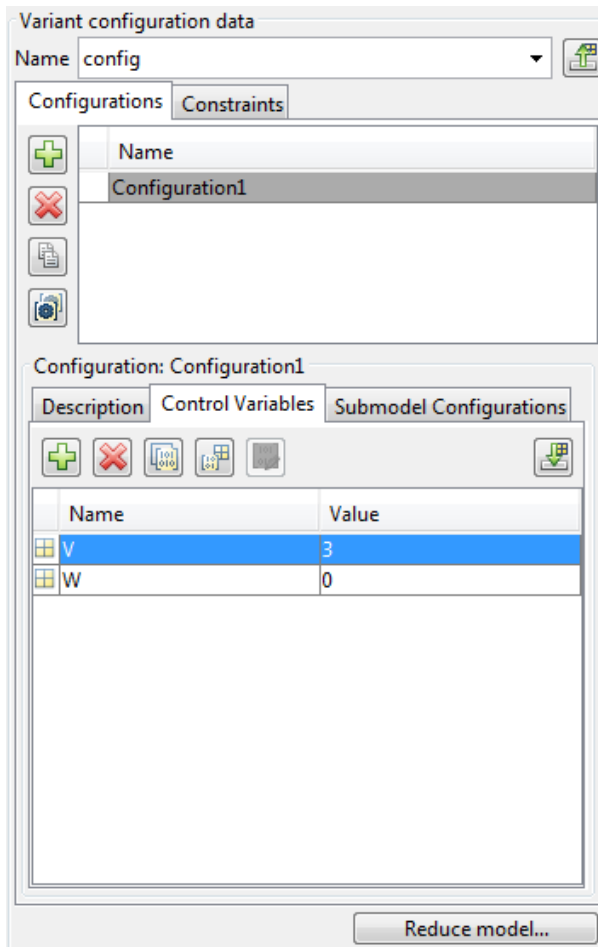 Variant configuration data
Name config
Configurations Constraints
Name
Configuration1
Configuration: Configuration1
Description Control Variables Submodel Configurations
Name Value
V 3
W 0
Reduce model...